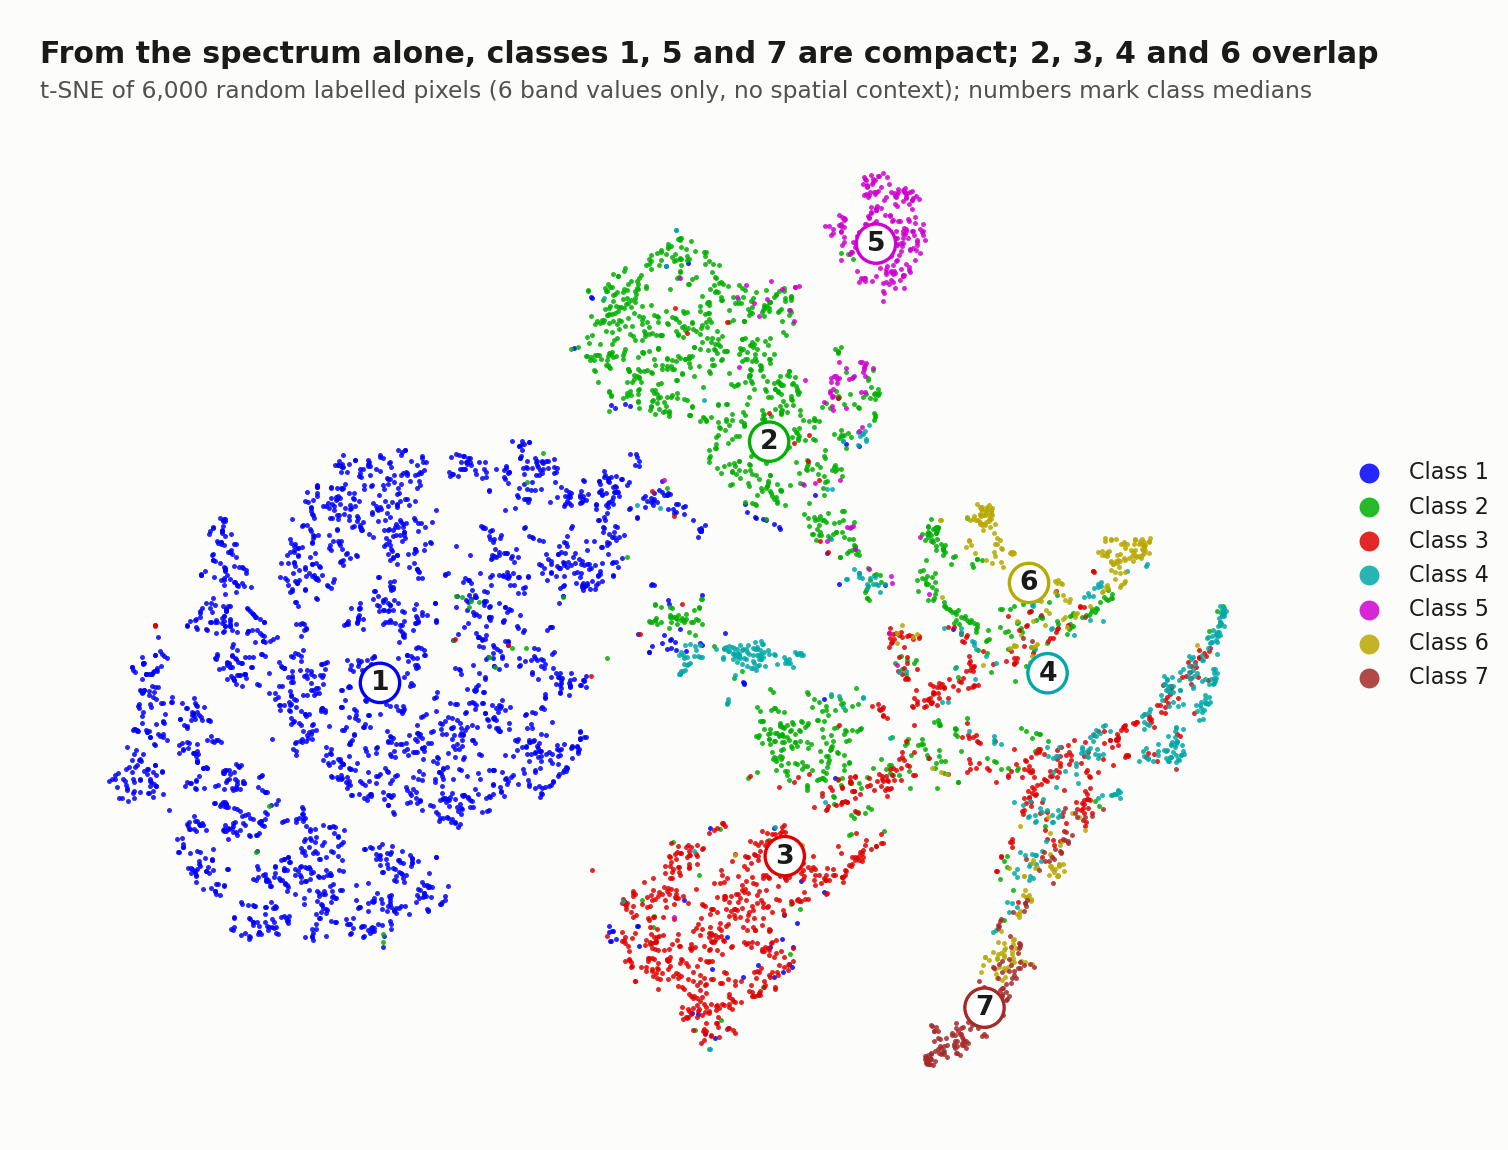 From the spectrum alone, classes 1, 5 and 7 are compact; 2, 3, 4 and 6 overlap
t-SNE of 6,000 random labelled pixels (6 band values only, no spatial context); numbers mark class medians
5
2
6
4
1
3
7
Class 1
Class 2
Class 3
Class 4
Class 5
Class 6
Class 7